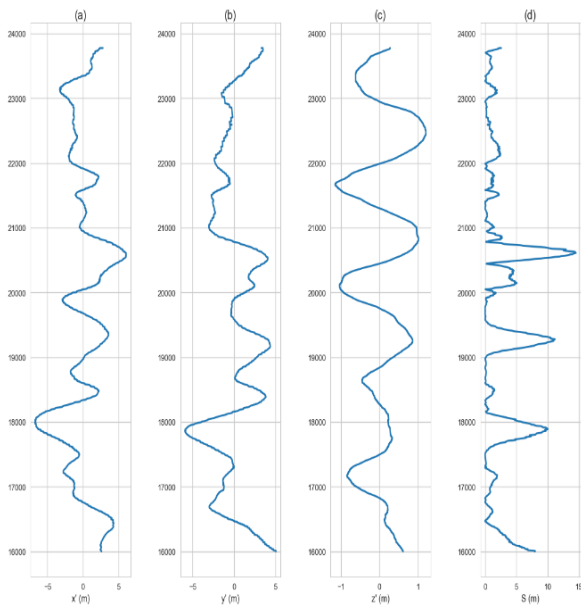 (a) (b) (c) (d)
24000 24000 24000 24000
23000 23000 23000 23000
22000 22000 22000 22000
21000 21000 21000 21000
20000 20000 20000 20000
19000 19000 19000 19000
18000 18000 18000 18000
17000 17000 17000 17000
16000 16000 16000 16000
−5 0 5 −5 0 5 −1 0 1 0 5 10 15
x' (m) y' (m) z' (m) S (m)